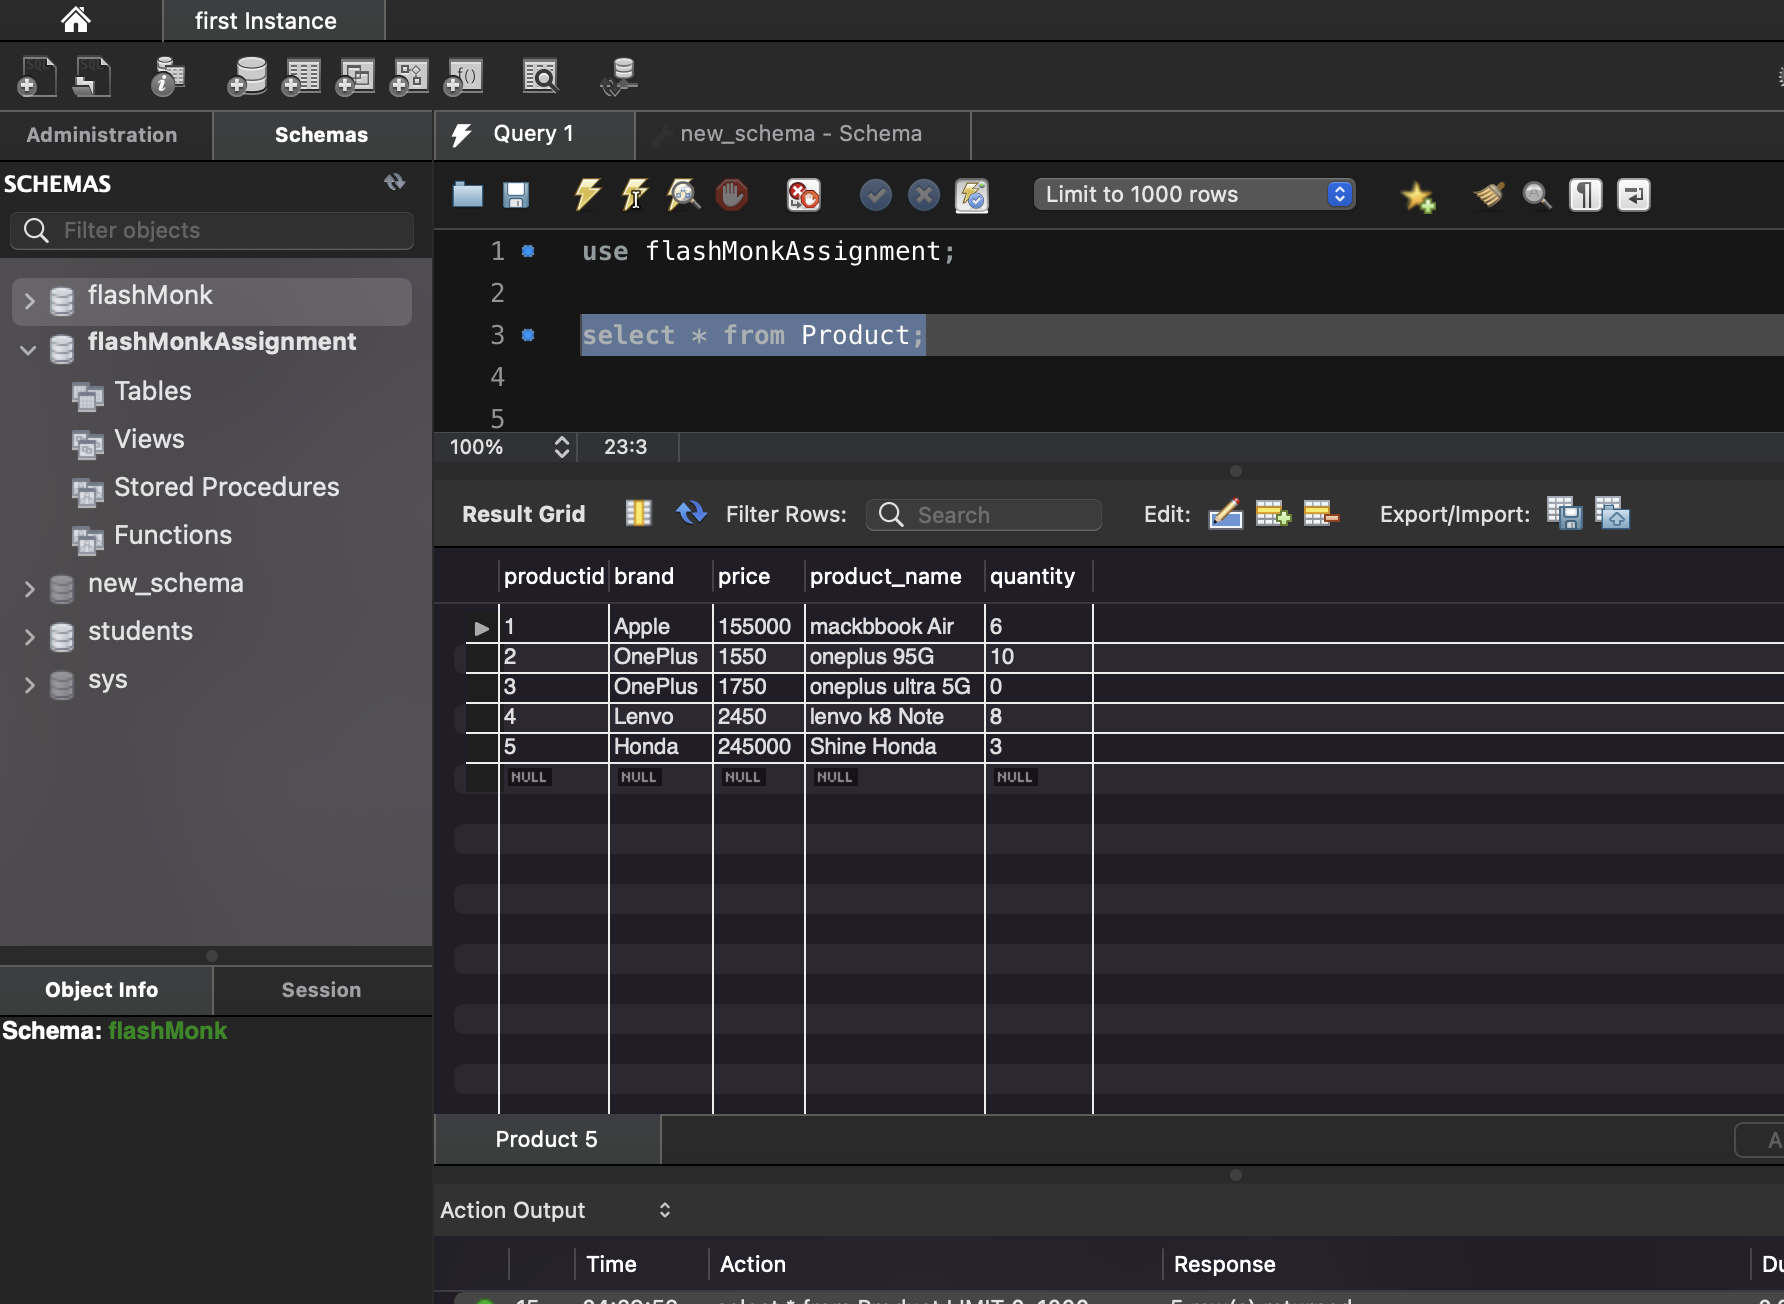 first Instance
Administration
Schemas
Query 1
new_schema - Schema
SCHEMAS
Filter objects
flashMonk
flashMonkAssignment
Tables
Views
Stored Procedures
Functions
new_schema
students
sys
Object Info
Session
Schema: flashMonk
Limit to 1000 rows
1 use flashMonkAssignment;
2
3 select * from Product;
4
5
100% 23:3
Result Grid Filter Rows: Search Edit: Export/Import:
productid brand price product_name quantity
1 Apple 155000 mackbbook Air 6
2 OnePlus 1550 oneplus 95G 10
3 OnePlus 1750 oneplus ultra 5G 0
4 Lenvo 2450 lenvo k8 Note 8
5 Honda 245000 Shine Honda 3
NULL NULL NULL NULL NULL
Product 5
Action Output
Time Action Response